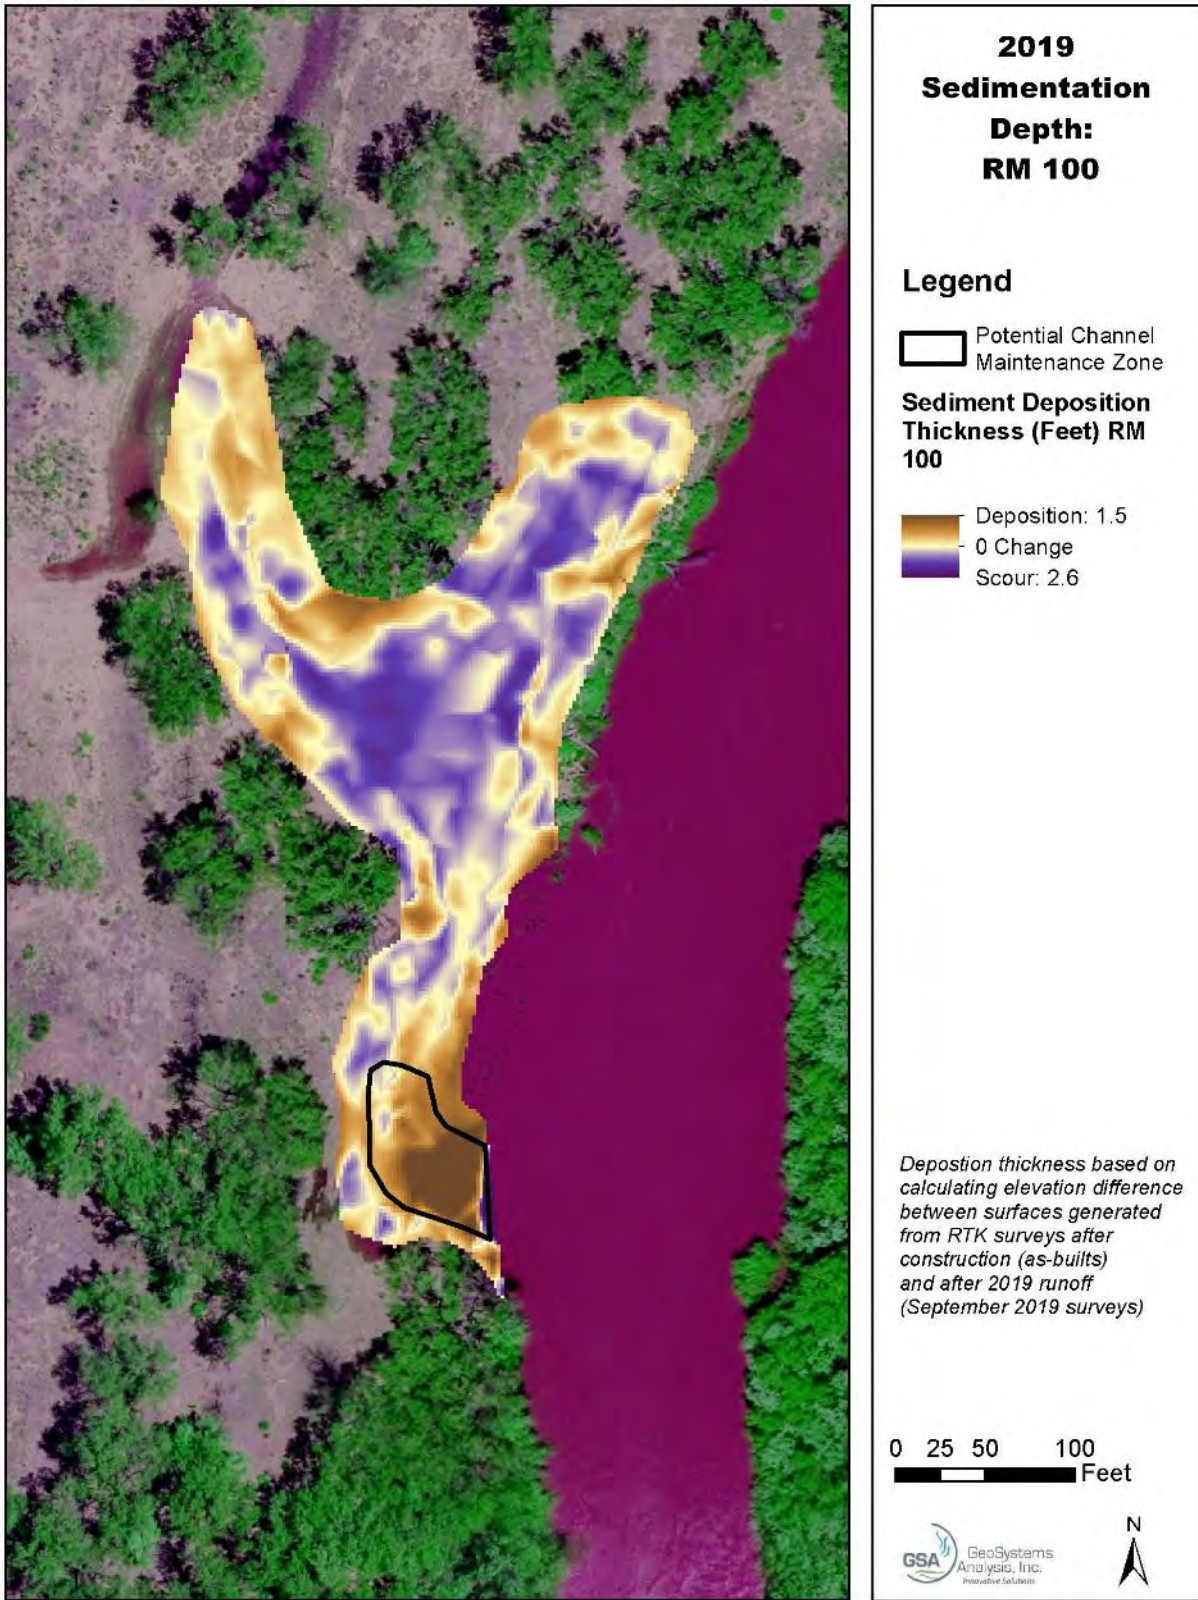 2019
Sedimentation
Depth:
RM 100
Legend
Potential Channel
Maintenance Zone
Sediment Deposition
Thickness (Feet) RM
100
Deposition: 1.5
0 Change
Scour: 2.6
Depostion thickness based on
calculating elevation difference
between surfaces generated
from RTK surveys after
construction (as-builts)
and after 2019 runoff
(September 2019 surveys)
0 25 50 100
Feet
N
GSA GeoSystems
Analysis, Inc.
Innovative Solutions